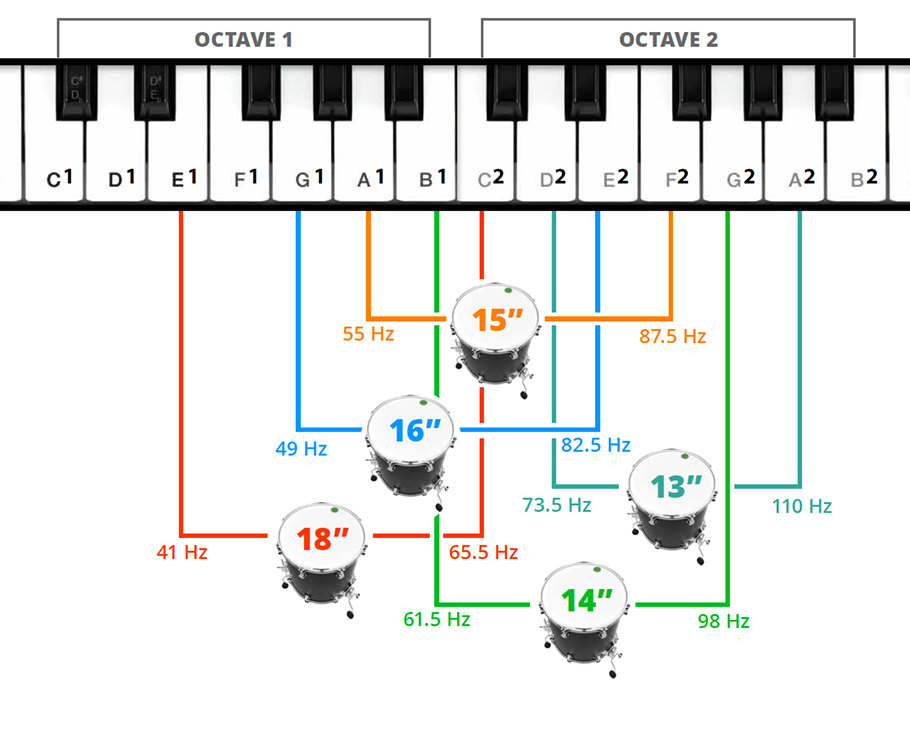 OCTAVE 1
OCTAVE 2
C# D#
D♭ E♭
C1 D1 E1 F1 G1 A1 B1 C2 D2 E2 F2 G2 A2 B2
15”
55 Hz
87.5 Hz
16”
49 Hz
82.5 Hz
13”
73.5 Hz
110 Hz
18”
41 Hz
65.5 Hz
14”
61.5 Hz
98 Hz